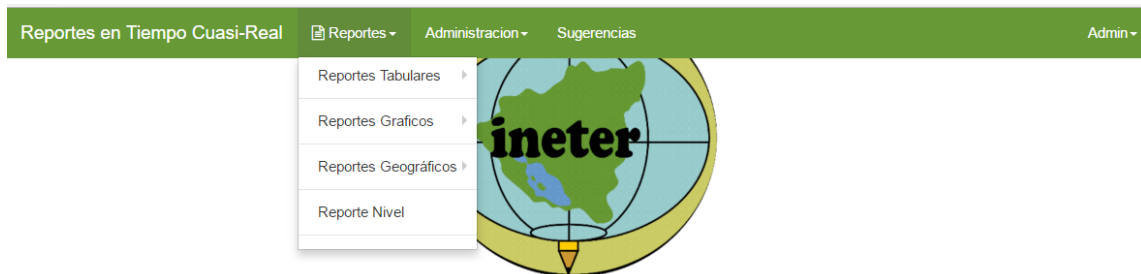 Reportes en Tiempo Cuasi-Real Reportes Administracion Sugerencias Admin
Reportes Tabulares
Reportes Graficos
Reportes Geográficos
Reporte Nivel
ineter